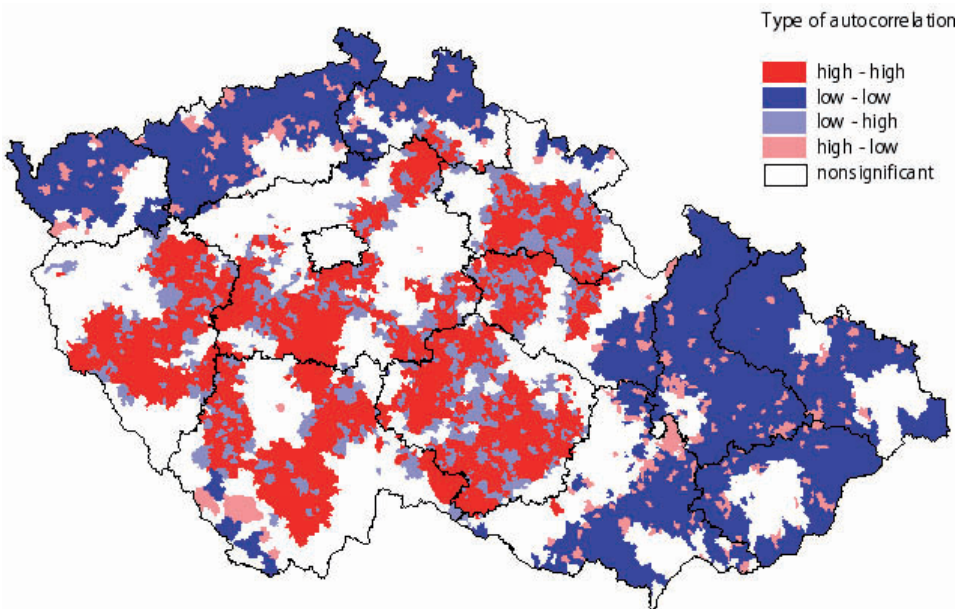 Type of autocorrelation
high - high
low - low
low - high
high - low
nonsignificant